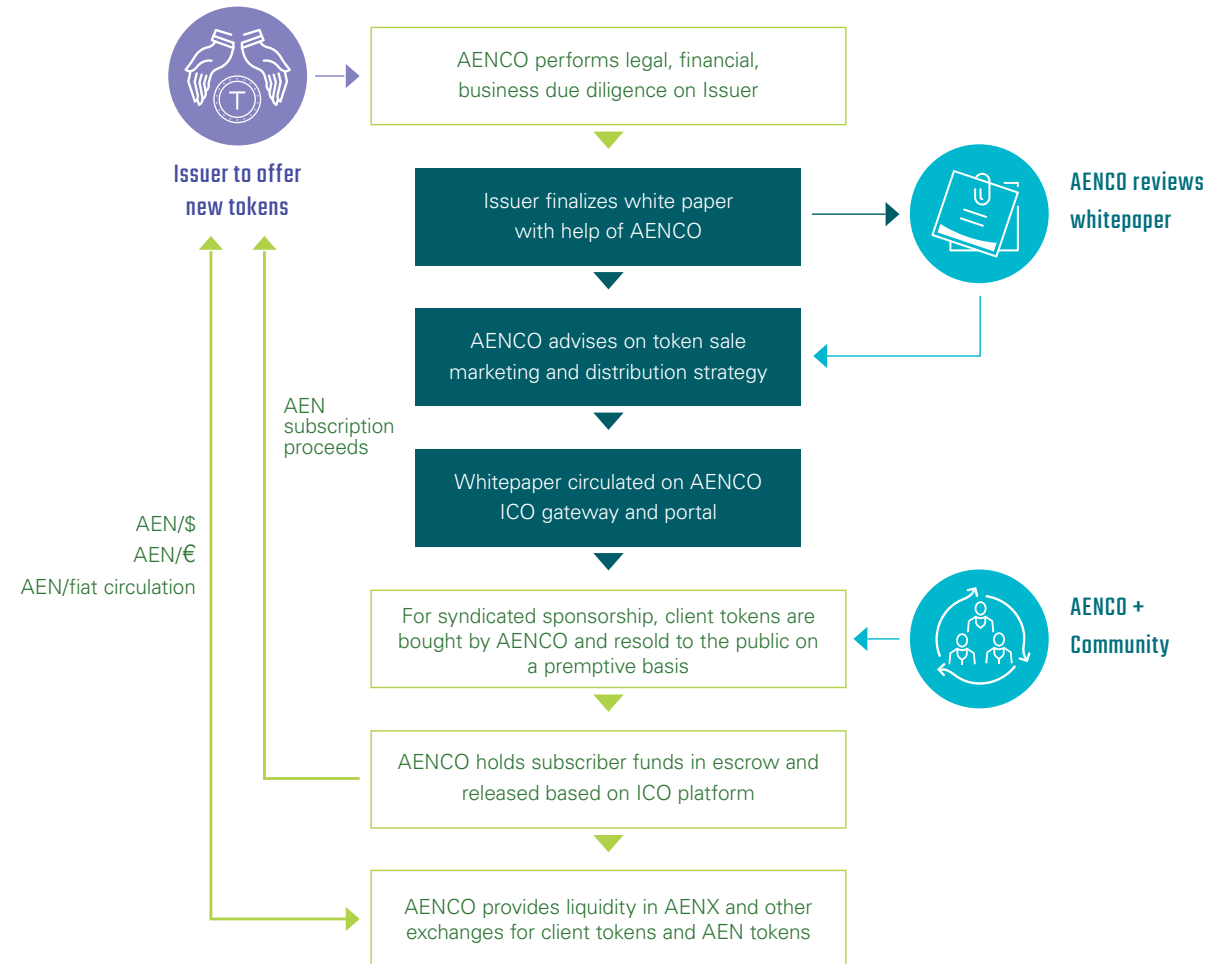 AENCO performs legal, financial,
business due diligence on Issuer
T
Issuer to offer
new tokens
Issuer finalizes white paper
with help of AENCO
AENCO reviews
whitepaper
AENCO advises on token sale
marketing and distribution strategy
AEN
subscription
proceeds
Whitepaper circulated on AENCO
ICO gateway and portal
AEN/$
AEN/€
AEN/fiat circulation
For syndicated sponsorship, client tokens are
bought by AENCO and resold to the public on
a premptive basis
AENCO +
Community
AENCO holds subscriber funds in escrow and
released based on ICO platform
AENCO provides liquidity in AENX and other
exchanges for client tokens and AEN tokens